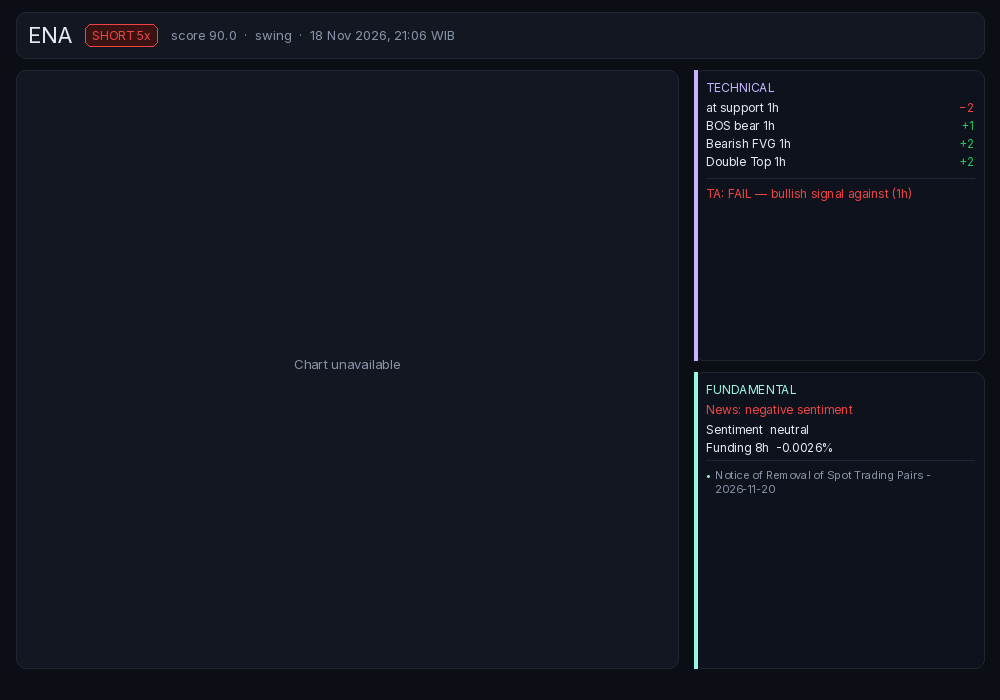 ENA SHORT 5x score 90.0 · swing · 18 Nov 2026, 21:06 WIB
Chart unavailable
TECHNICAL
at support 1h −2
BOS bear 1h +1
Bearish FVG 1h +2
Double Top 1h +2
TA: FAIL — bullish signal against (1h)
FUNDAMENTAL
News: negative sentiment
Sentiment neutral
Funding 8h -0.0026%
• Notice of Removal of Spot Trading Pairs -
2026-11-20